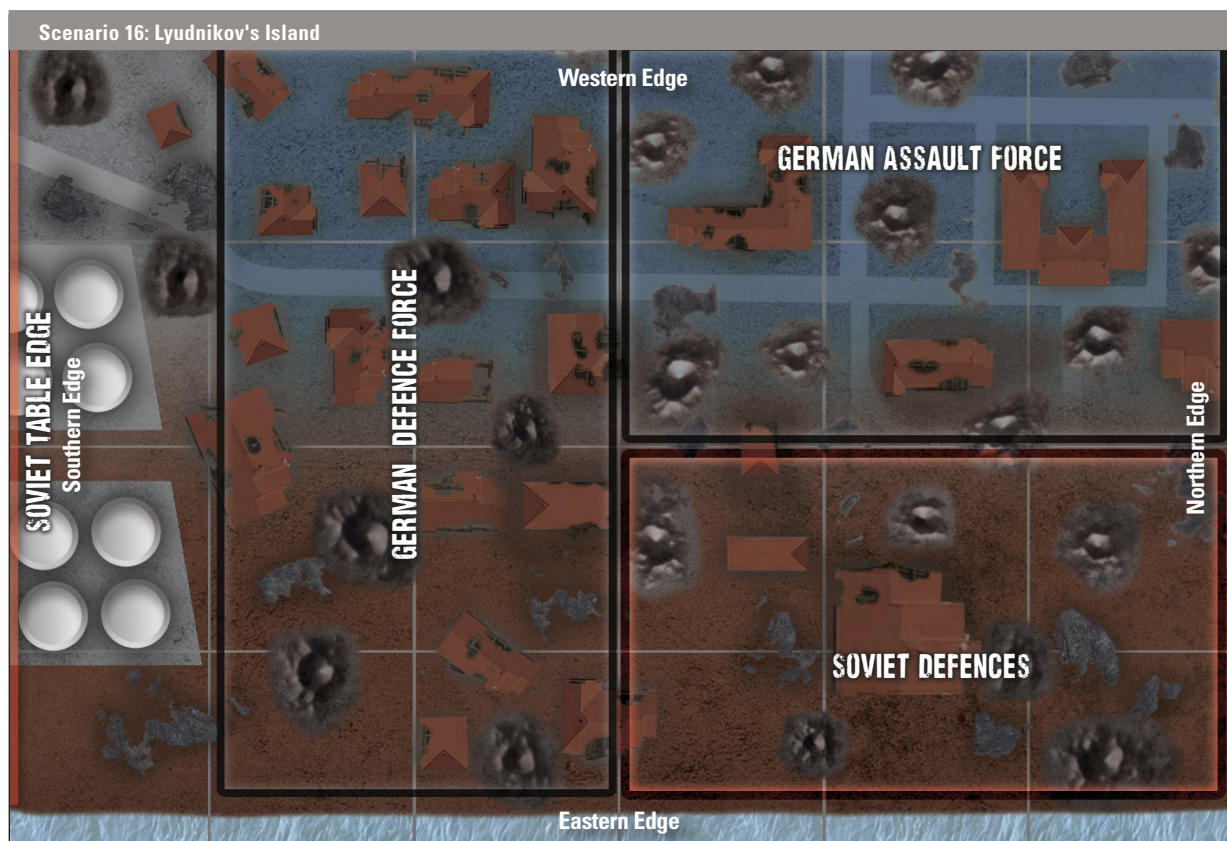 Scenario 16: Lyudnikov's Island
Western Edge
GERMAN ASSAULT FORCE
SOVIET TABLE EDGE
Southern Edge
GERMAN DEFENCE FORCE
Northern Edge
SOVIET DEFENCES
Eastern Edge